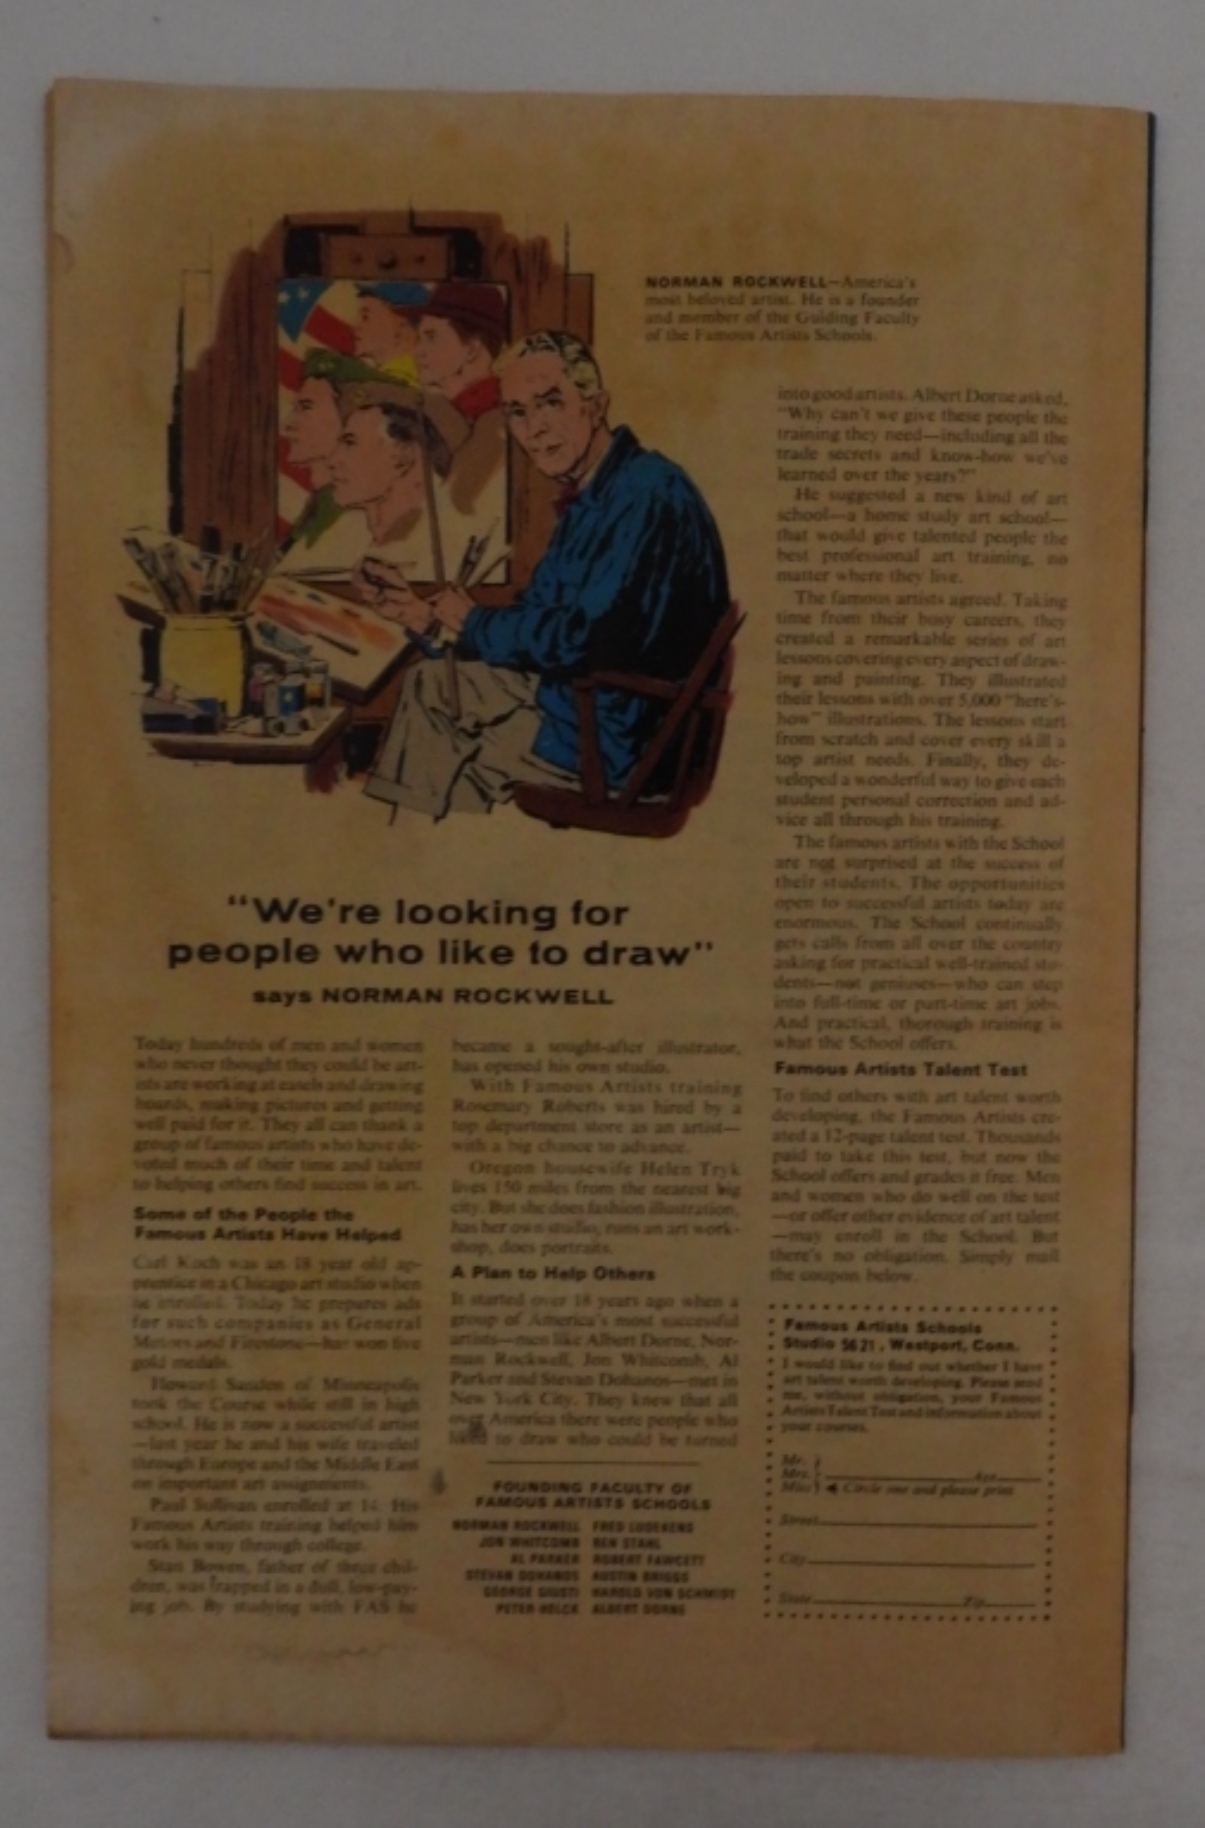 NORMAN ROCKWELL—America's
most beloved artist. He is a founder
and member of the Guiding Faculty
of the Famous Artists Schools.
"We're looking for
people who like to draw"
says NORMAN ROCKWELL
Today hundreds of men and women
who never thought they could be art-
ists are working at easels and drawing
boards, making pictures and getting
well paid for it. They all can thank a
group of famous artists who have de-
voted much of their time and talent
to helping others find success in art.
Some of the People the
Famous Artists Have Helped
Carl Koch was an 18 year old ap-
prentice in a Chicago art studio when
he enrolled. Today he prepares ads
for such companies as General
Motors and Firestone—has won five
gold medals.
Howard Sanden of Minneapolis
took the Course while still in high
school. He is now a successful artist
—last year he and his wife traveled
through Europe and the Middle East
on important art assignments.
Paul Sullivan enrolled at 14. His
Famous Artists training helped him
work his way through college.
Stan Bowen, father of three chil-
dren, was trapped in a dull, low-pay-
ing job. By studying with FAS he
became a sought-after illustrator,
has opened his own studio.
With Famous Artists training
Rosemary Roberts was hired by a
top department store as an artist—
with a big chance to advance.
Oregon housewife Helen Tryk
lives 150 miles from the nearest big
city. But she does fashion illustration,
has her own studio, runs an art work-
shop, does portraits.
A Plan to Help Others
It started over 18 years ago when a
group of America's most successful
artists—men like Albert Dorne, Nor-
man Rockwell, Jon Whitcomb, Al
Parker and Stevan Dohanos—met in
New York City. They knew that all
over America there were people who
liked to draw who could be turned
FOUNDING FACULTY OF
FAMOUS ARTISTS SCHOOLS
NORMAN ROCKWELL FRED LUDEKENS
JON WHITCOMB BEN STAHL
AL PARKER ROBERT FAWCETT
STEVAN DOHANOS AUSTIN BRIGGS
GEORGE GIUSTI HAROLD VON SCHMIDT
PETER HELCK ALBERT DORNE
into good artists. Albert Dorne asked,
"Why can't we give these people the
training they need—including all the
trade secrets and know-how we've
learned over the years?"
He suggested a new kind of art
school—a home study art school—
that would give talented people the
best professional art training, no
matter where they live.
The famous artists agreed. Taking
time from their busy careers, they
created a remarkable series of art
lessons covering every aspect of draw-
ing and painting. They illustrated
their lessons with over 5,000 "here's-
how" illustrations. The lessons start
from scratch and cover every skill a
top artist needs. Finally, they de-
veloped a wonderful way to give each
student personal correction and ad-
vice all through his training.
The famous artists with the School
are not surprised at the success of
their students. The opportunities
open to successful artists today are
enormous. The School continually
gets calls from all over the country
asking for practical well-trained stu-
dents—not geniuses—who can step
into full-time or part-time art jobs.
And practical, thorough training is
what the School offers.
Famous Artists Talent Test
To find others with art talent worth
developing, the Famous Artists cre-
ated a 12-page talent test. Thousands
paid to take this test, but now the
School offers and grades it free. Men
and women who do well on the test
—or offer other evidence of art talent
—may enroll in the School. But
there's no obligation. Simply mail
the coupon below.
Famous Artists Schools
Studio 5621, Westport, Conn.
I would like to find out whether I have
art talent worth developing. Please send
me, without obligation, your Famous
Artists Talent Test and information about
your courses.
Mr.
Mrs. Age
Miss Circle one and please print
Street
City
State Zip